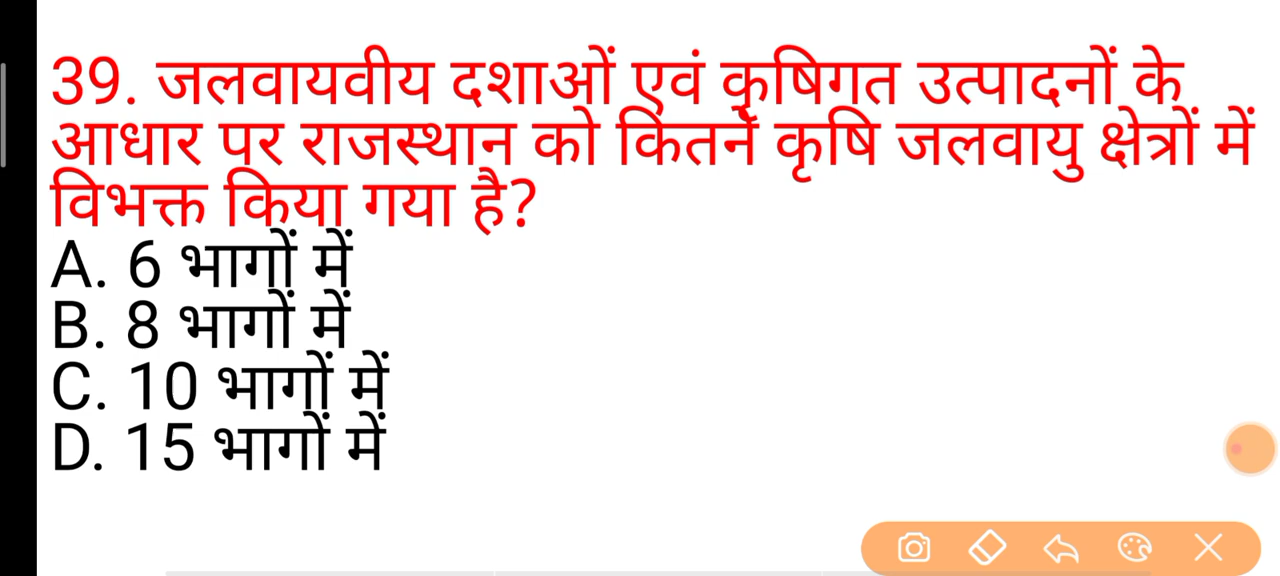 39. जलवायवीय दशाओं एवं कृषिगत उत्पादनों के
आधार पर राजस्थान को कितने कृषि जलवायु क्षेत्रों में
विभक्त किया गया है?
A. 6 भागों में
B. 8 भागों में
C. 10 भागों में
D. 15 भागों में